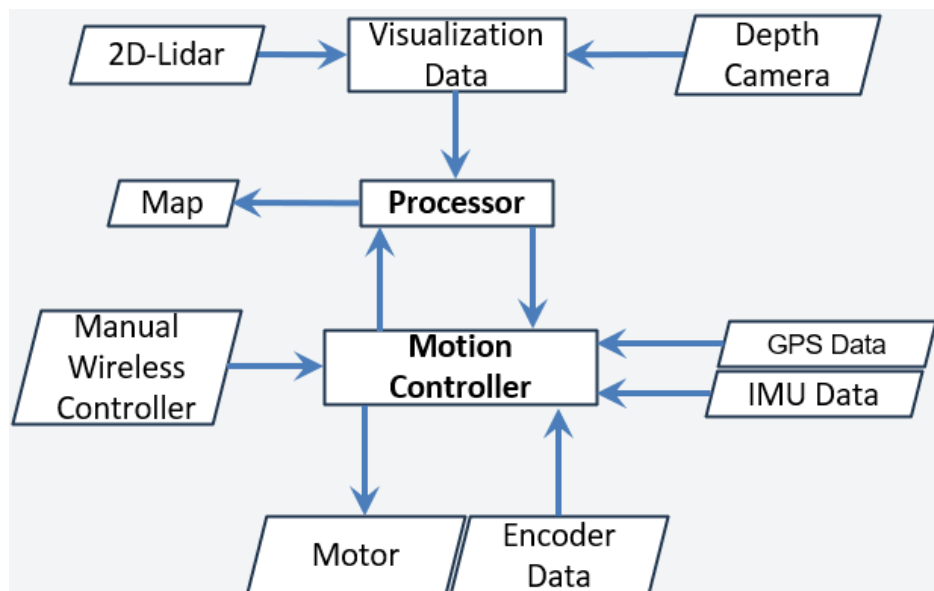 2D-Lidar
Visualization
Data
Depth
Camera
Map
Processor
Manual
Wireless
Controller
Motion
Controller
GPS Data
IMU Data
Motor
Encoder
Data